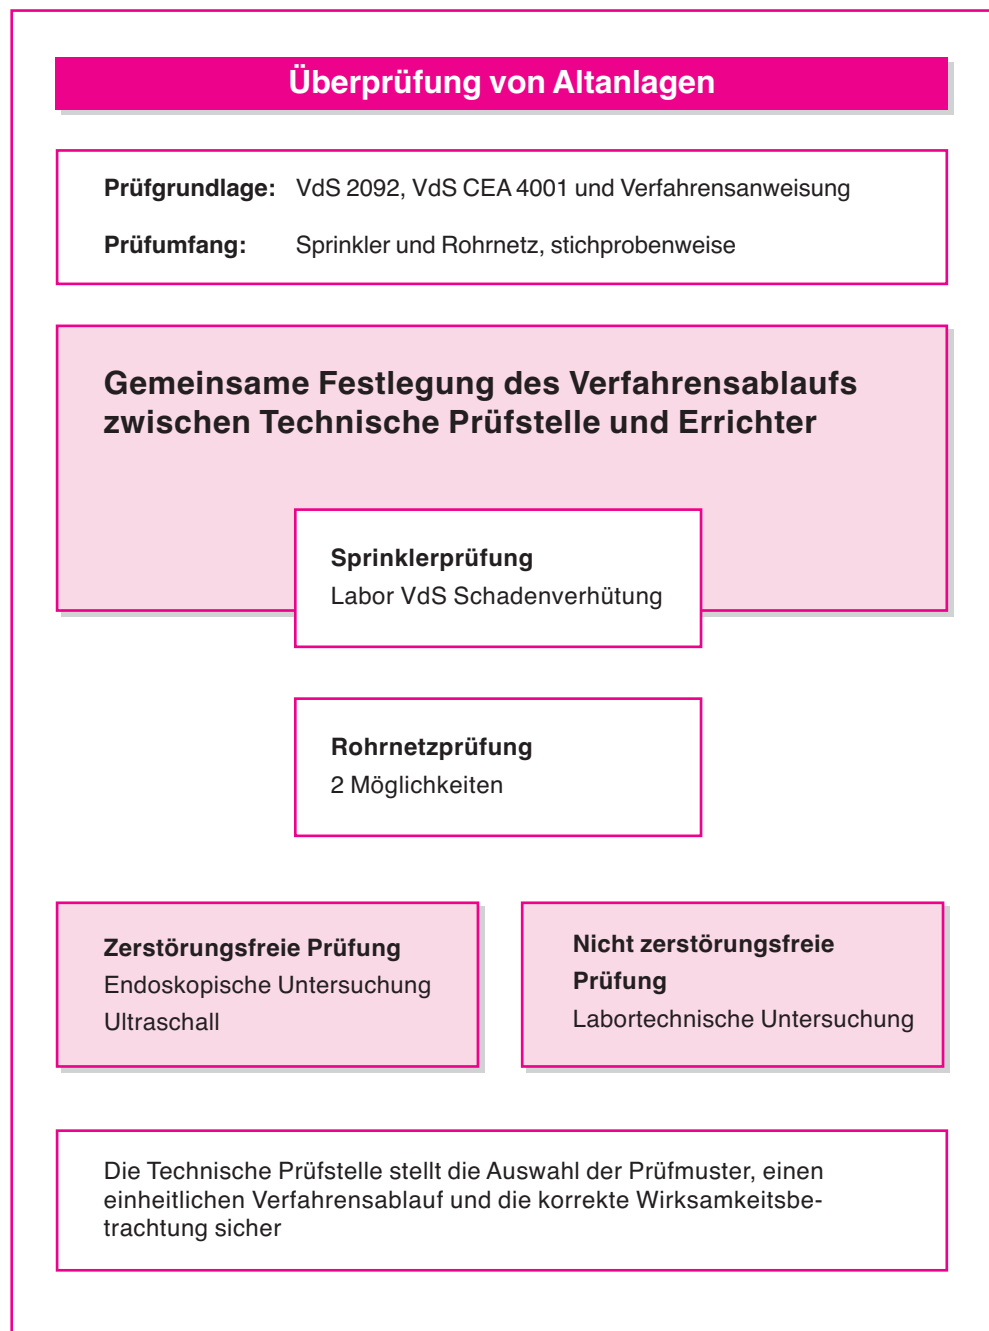 Überprüfung von Altanlagen
Prüfgrundlage: VdS 2092, VdS CEA 4001 und Verfahrensanweisung
Prüfumfang: Sprinkler und Rohrnetz, stichprobenweise
Gemeinsame Festlegung des Verfahrensablaufs
zwischen Technische Prüfstelle und Errichter
Sprinklerprüfung
Labor VdS Schadenverhütung
Rohrnetzprüfung
2 Möglichkeiten
Zerstörungsfreie Prüfung
Endoskopische Untersuchung
Ultraschall
Nicht zerstörungsfreie
Prüfung
Labortechnische Untersuchung
Die Technische Prüfstelle stellt die Auswahl der Prüfmuster, einen
einheitlichen Verfahrensablauf und die korrekte Wirksamkeitsbe-
trachtung sicher